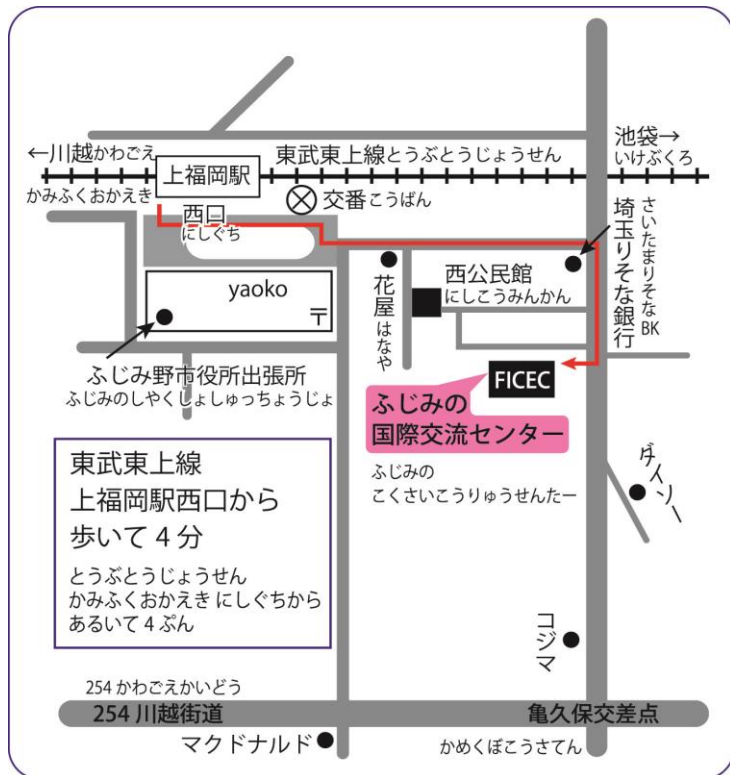 池袋→
いけぶくろ
←川越かわごえ
東武東上線とうぶとうじょうせん
上福岡駅
かみふくおかえき
交番こうばん
西口
にしぐち
埼玉りそな銀行
さいたまりそなBK
yaoko
〒
花屋はなや
西公民館
にしこうみんかん
ふじみ野市役所出張所
ふじみのしやくしょしゅっちょうじょ
FICEC
ふじみの
国際交流センター
ふじみの
こくさいこうりゅうせんたー
ダイソー
東武東上線
上福岡駅西口から
歩いて4分
とうぶとうじょうせん
かみふくおかえき にしぐちから
あるいて4ぷん
コジマ
254 かわごえかいどう
254 川越街道
亀久保交差点
マクドナルド
かめくぼこうさてん